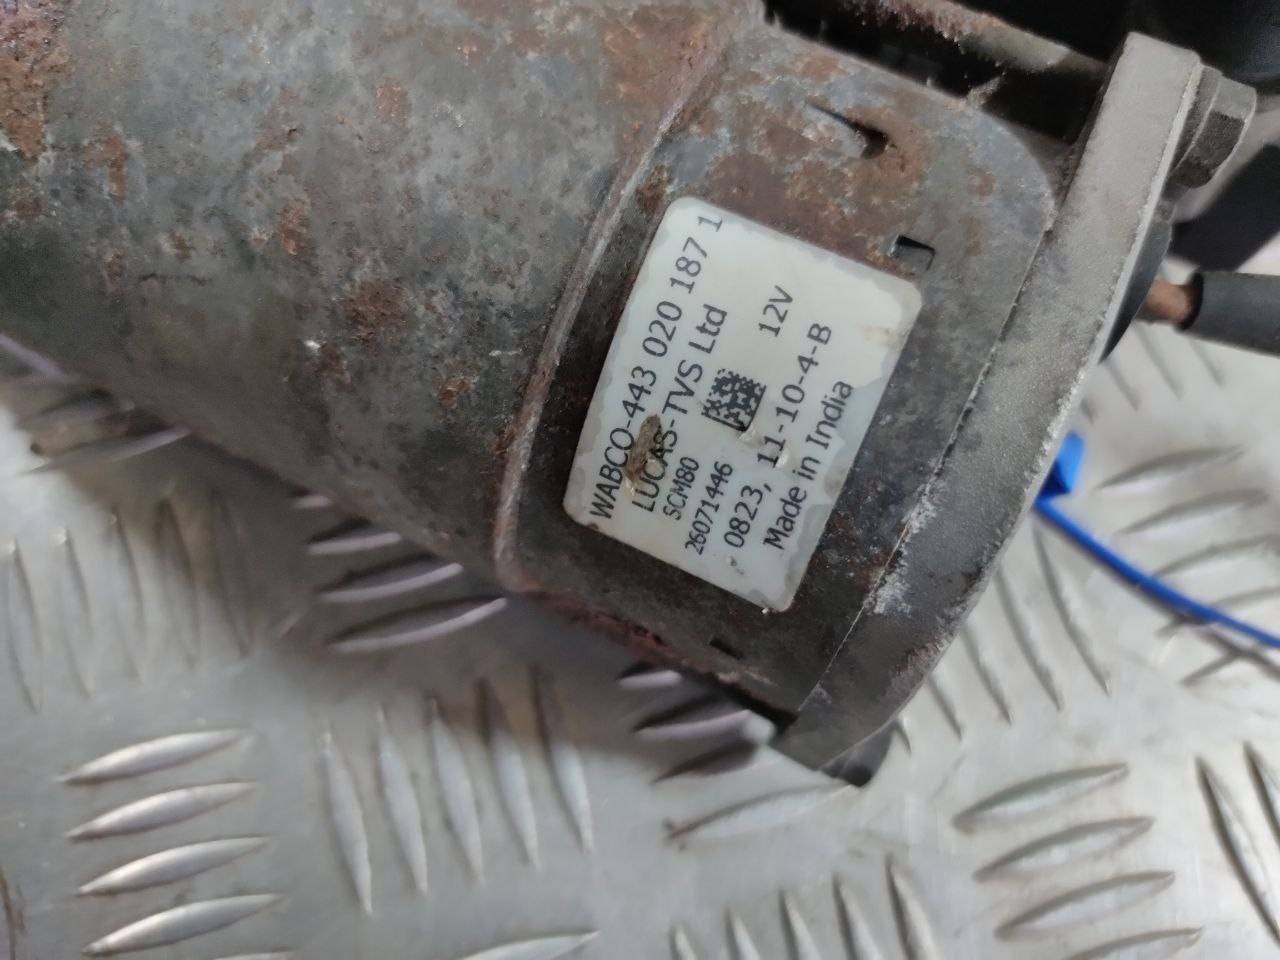 WABCO-443 020 187 1
LUCAS-TVS Ltd
SCM80 12V
26071446
0823, 11-10-4-B
Made in India